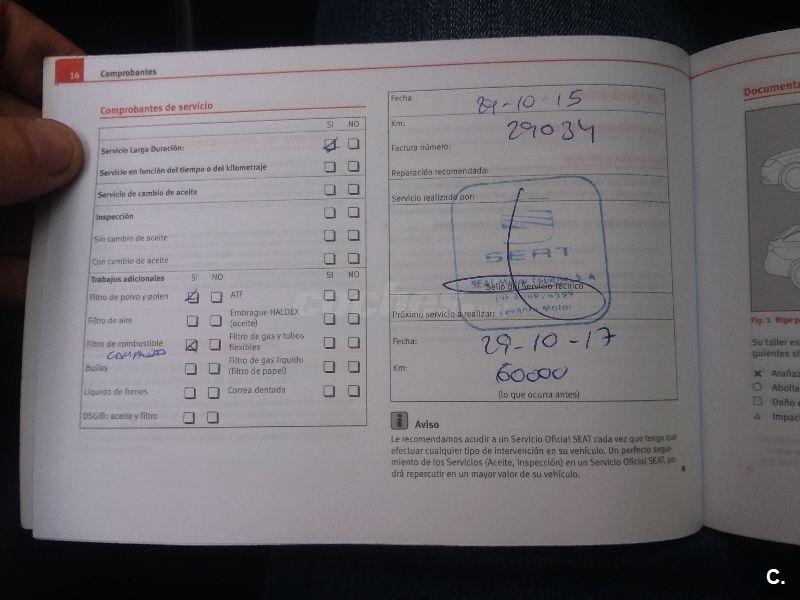 16 Comprobantes
Comprobantes de servicio
SI NO
Servicio Larga Duración:
Servicio en función del tiempo o del kilometraje
Servicio de cambio de aceite
Inspección
Sin cambio de aceite
Con cambio de aceite
Trabajos adicionales SI NO SI NO
Filtro de polvo y polen ATF
Filtro de aire Embrague HALDEX
(aceite)
Filtro de combustible Filtro de gas y tubos
flexibles
Bujías Filtro de gas líquido
(filtro de papel)
Líquido de frenos Correa dentada
DSG®: aceite y filtro
Fecha 29-10-15
Km: 29034
Factura número:
Reparación recomendada:
Servicio realizado por:
SEAT
Sello del Servicio Técnico
Levante Motor
Próximo servicio a realizar:
Fecha: 29-10-17
Km: 60000
(lo que ocurra antes)
i Aviso
Le recomendamos acudir a un Servicio Oficial SEAT cada vez que tenga que
efectuar cualquier tipo de intervención en su vehículo. Un perfecto segui-
miento de los Servicios (Aceite, Inspección) en un Servicio Oficial SEAT, po-
drá repercutir en un mayor valor de su vehículo.
Documenta
Fig. 1 Rige p
Su taller es
guientes si
Arañaz
Abolla
Daño e
Impac
coches
C.